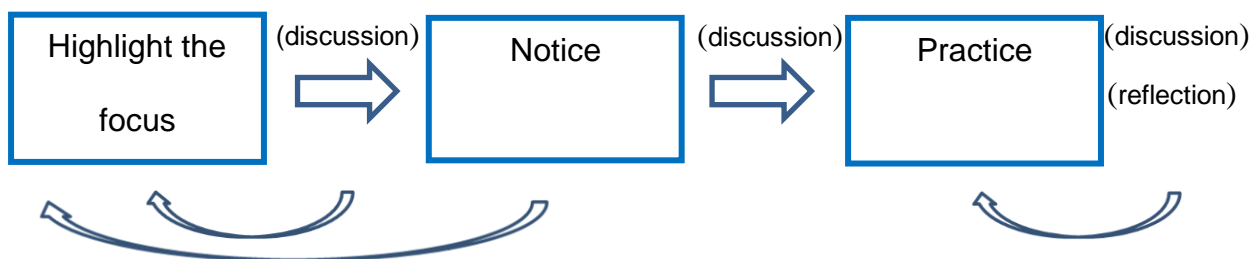 Highlight the
focus
(discussion)
Notice
(discussion)
Practice
(discussion)
(reflection)